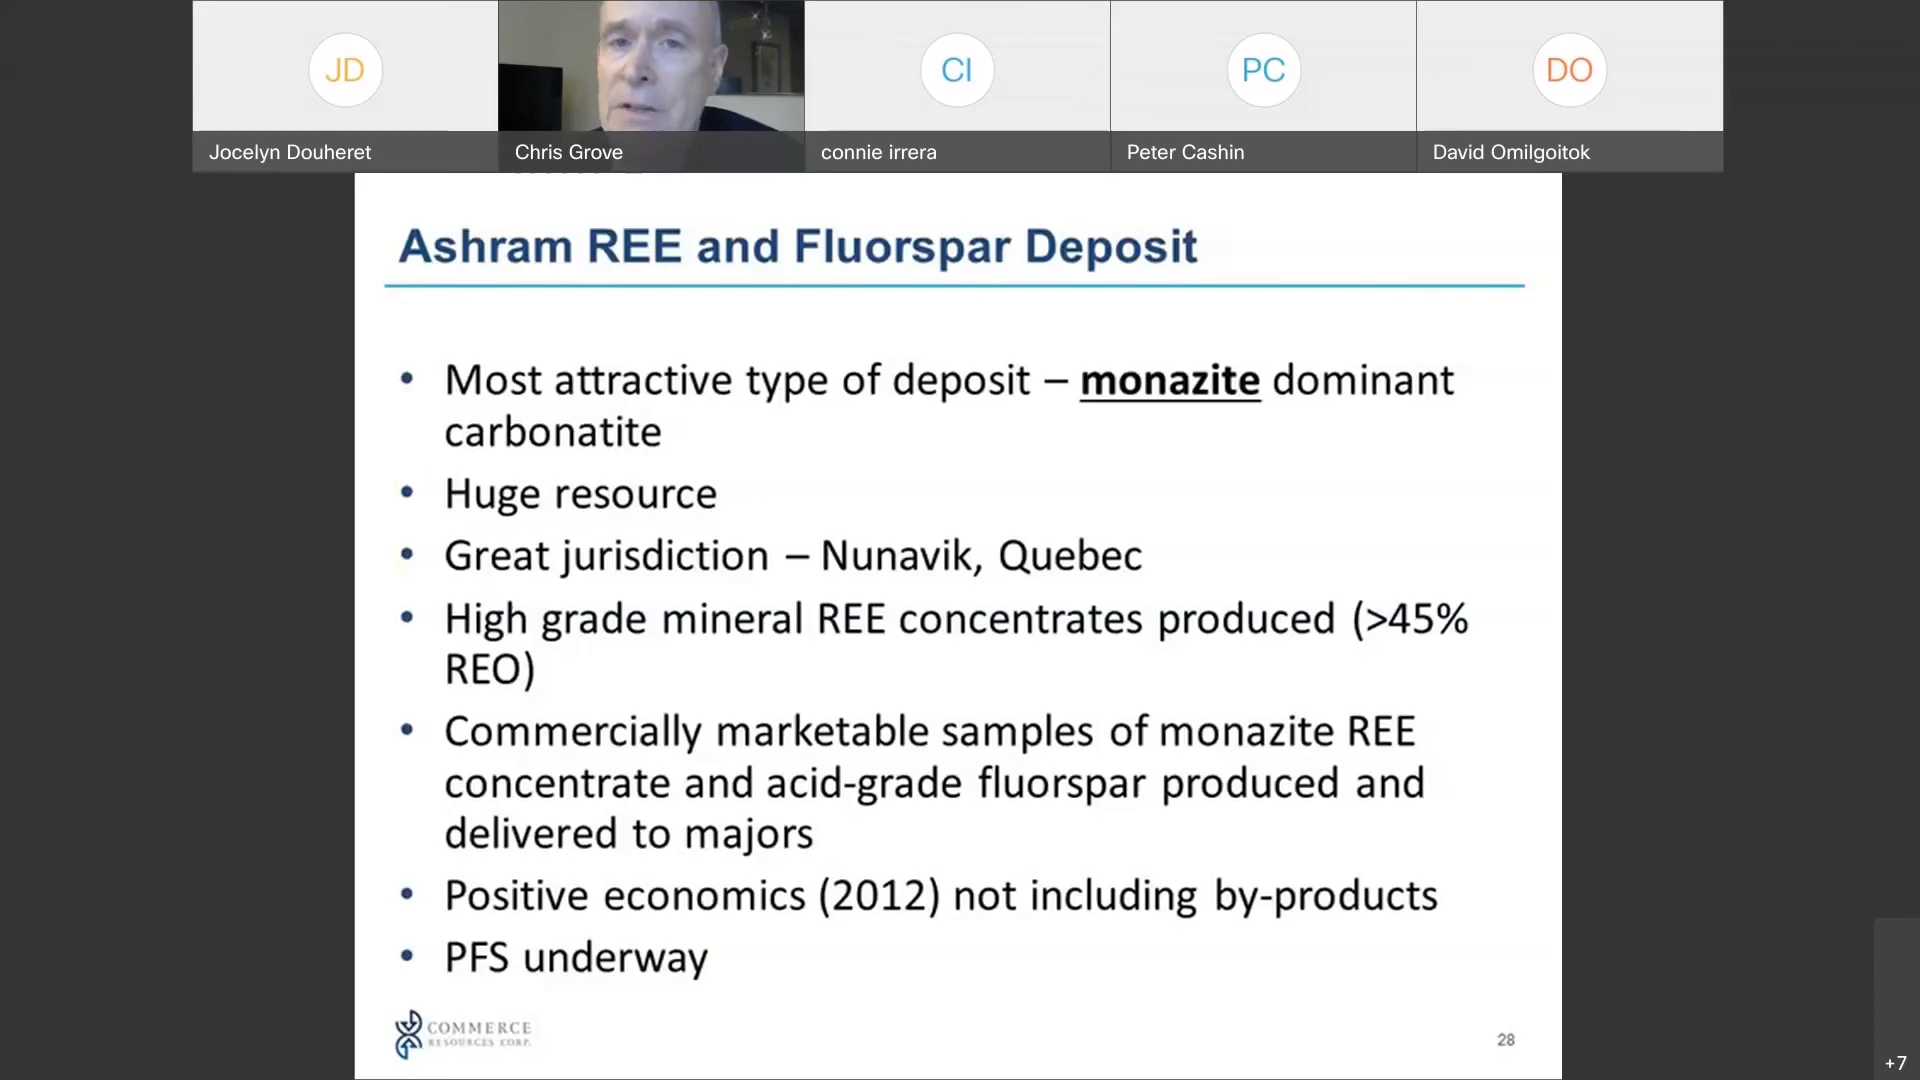 JD
CI
PC
DO
Jocelyn Douheret
Chris Grove
connie irrera
Peter Cashin
David Omilgoitok
Ashram REE and Fluorspar Deposit
• Most attractive type of deposit – monazite dominant
carbonatite
• Huge resource
• Great jurisdiction – Nunavik, Quebec
• High grade mineral REE concentrates produced (>45%
REO)
• Commercially marketable samples of monazite REE
concentrate and acid-grade fluorspar produced and
delivered to majors
• Positive economics (2012) not including by-products
• PFS underway
COMMERCE
RESOURCES CORP.
28
+7